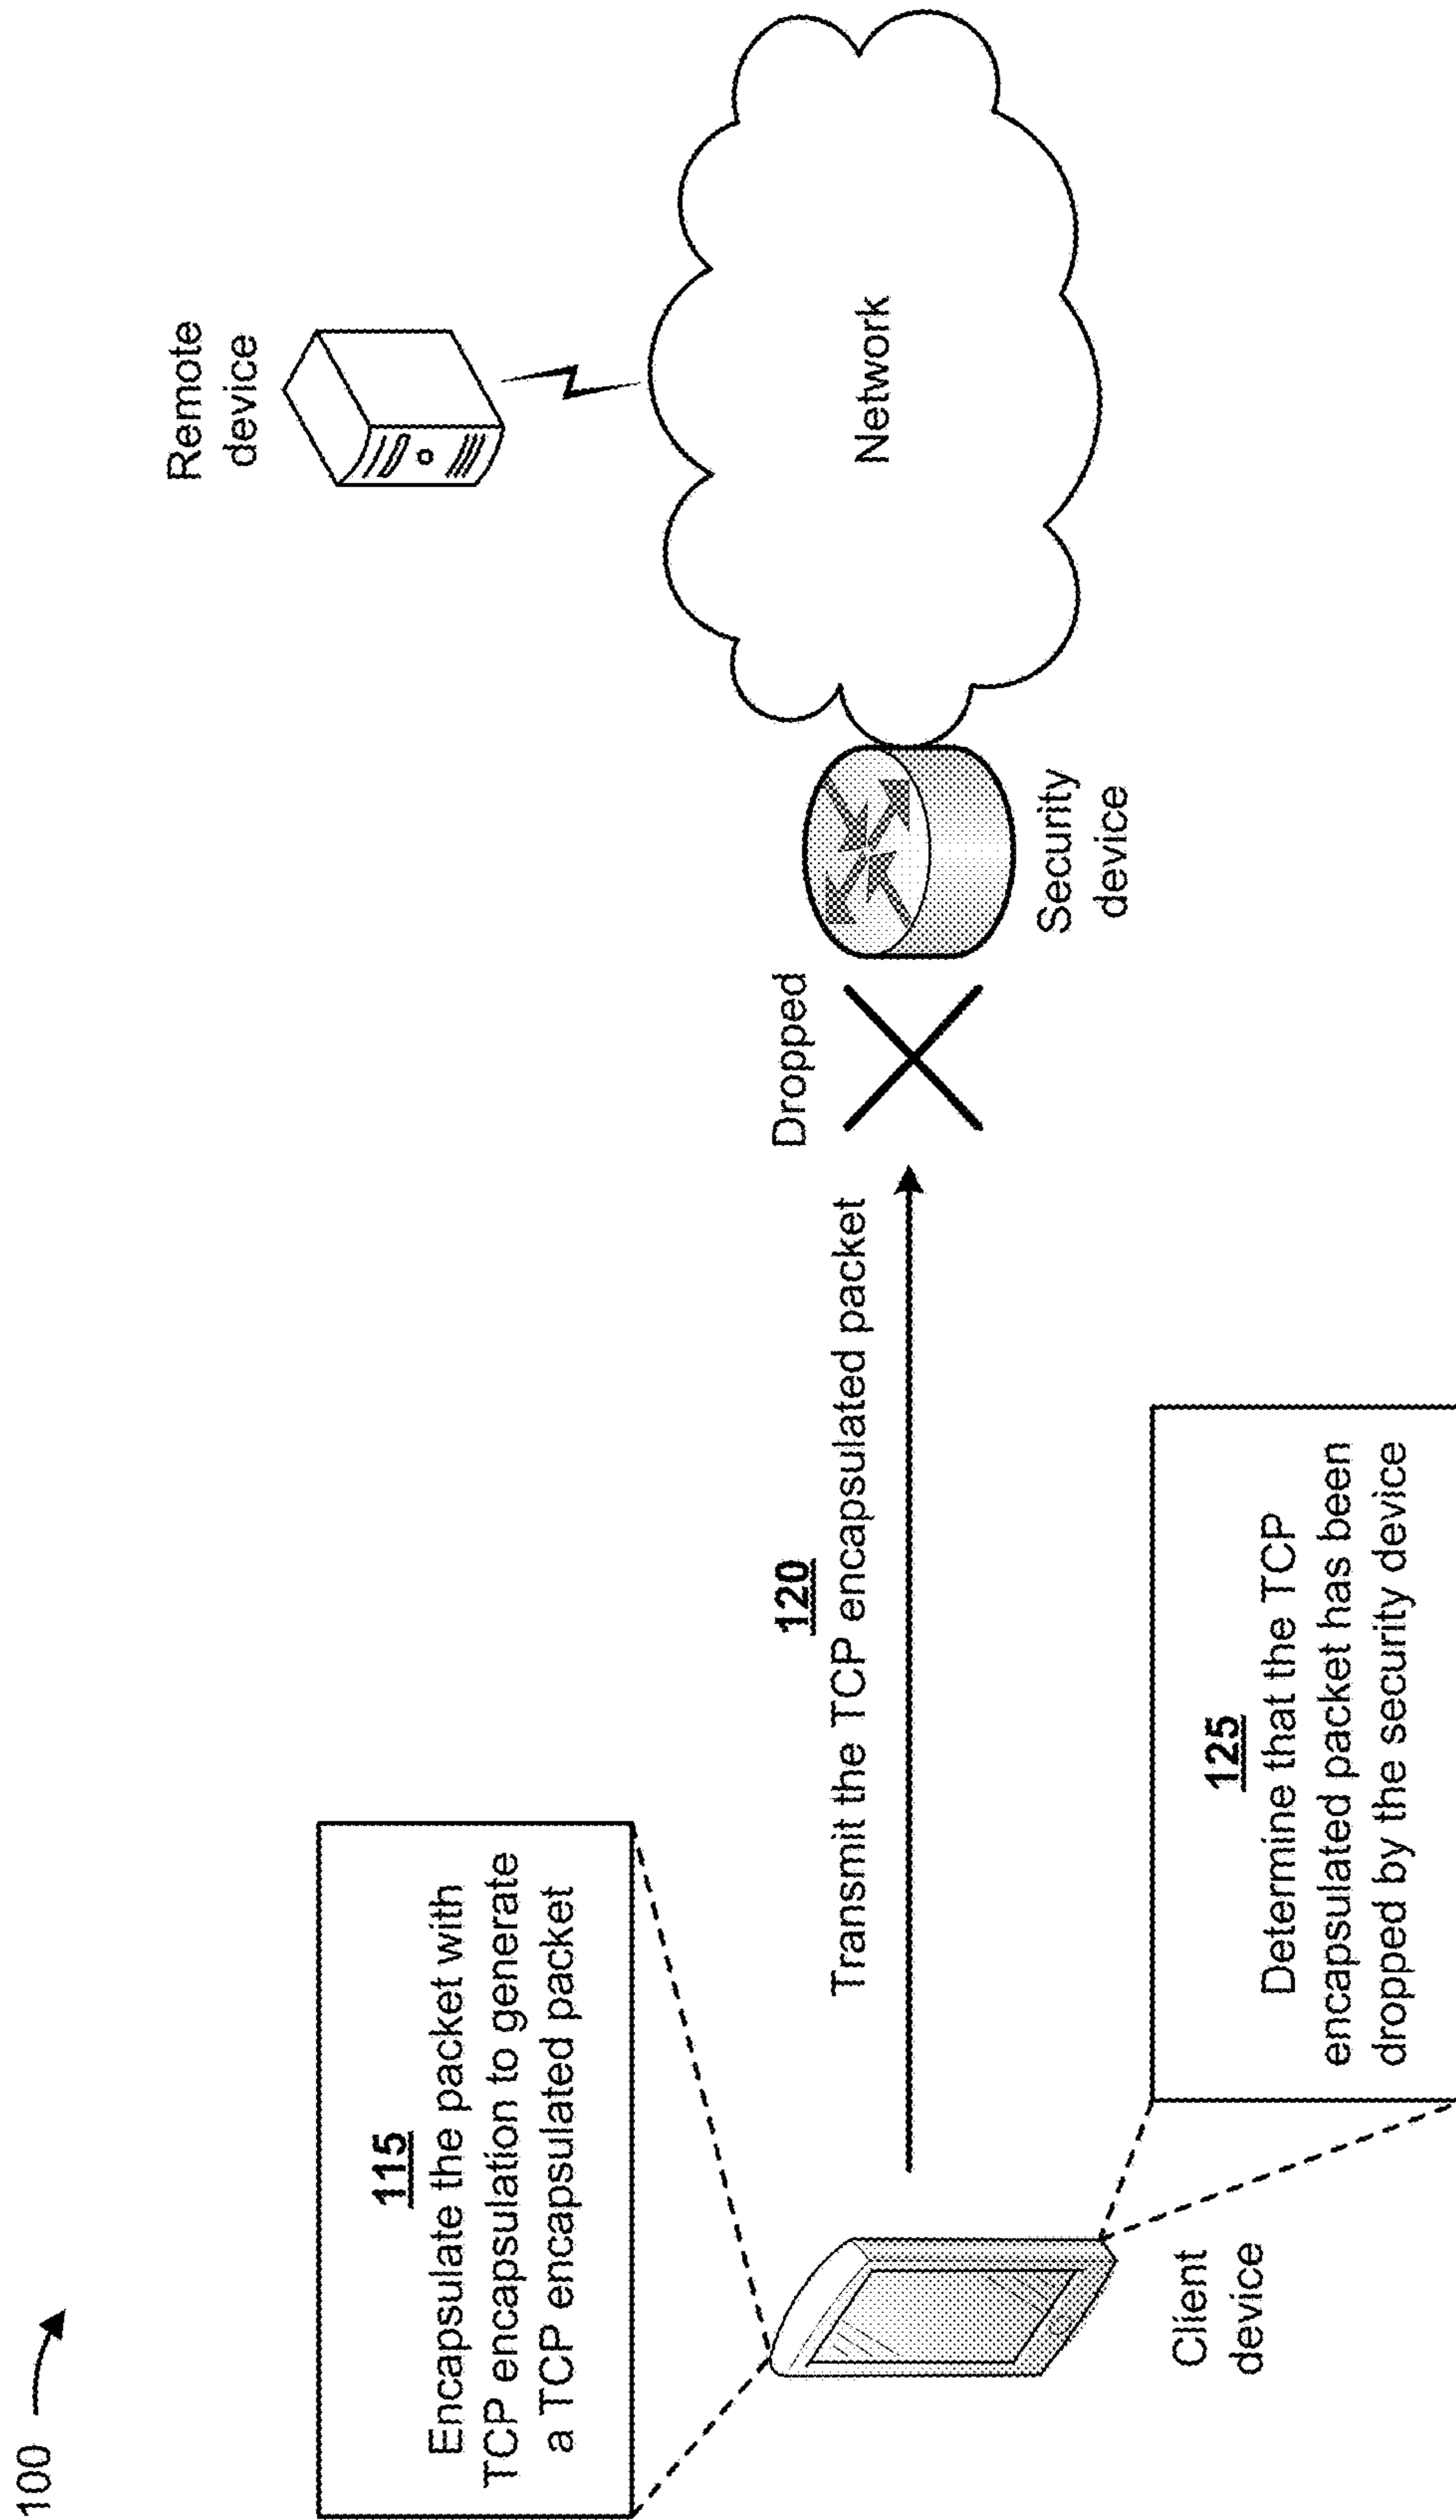 100
115
Encapsulate the packet with
TCP encapsulation to generate
a TCP encapsulated packet
Remote
device
120
Transmit the TCP encapsulated packet
Dropped
Network
Client
device
Security
device
125
Determine that the TCP
encapsulated packet has been
dropped by the security device